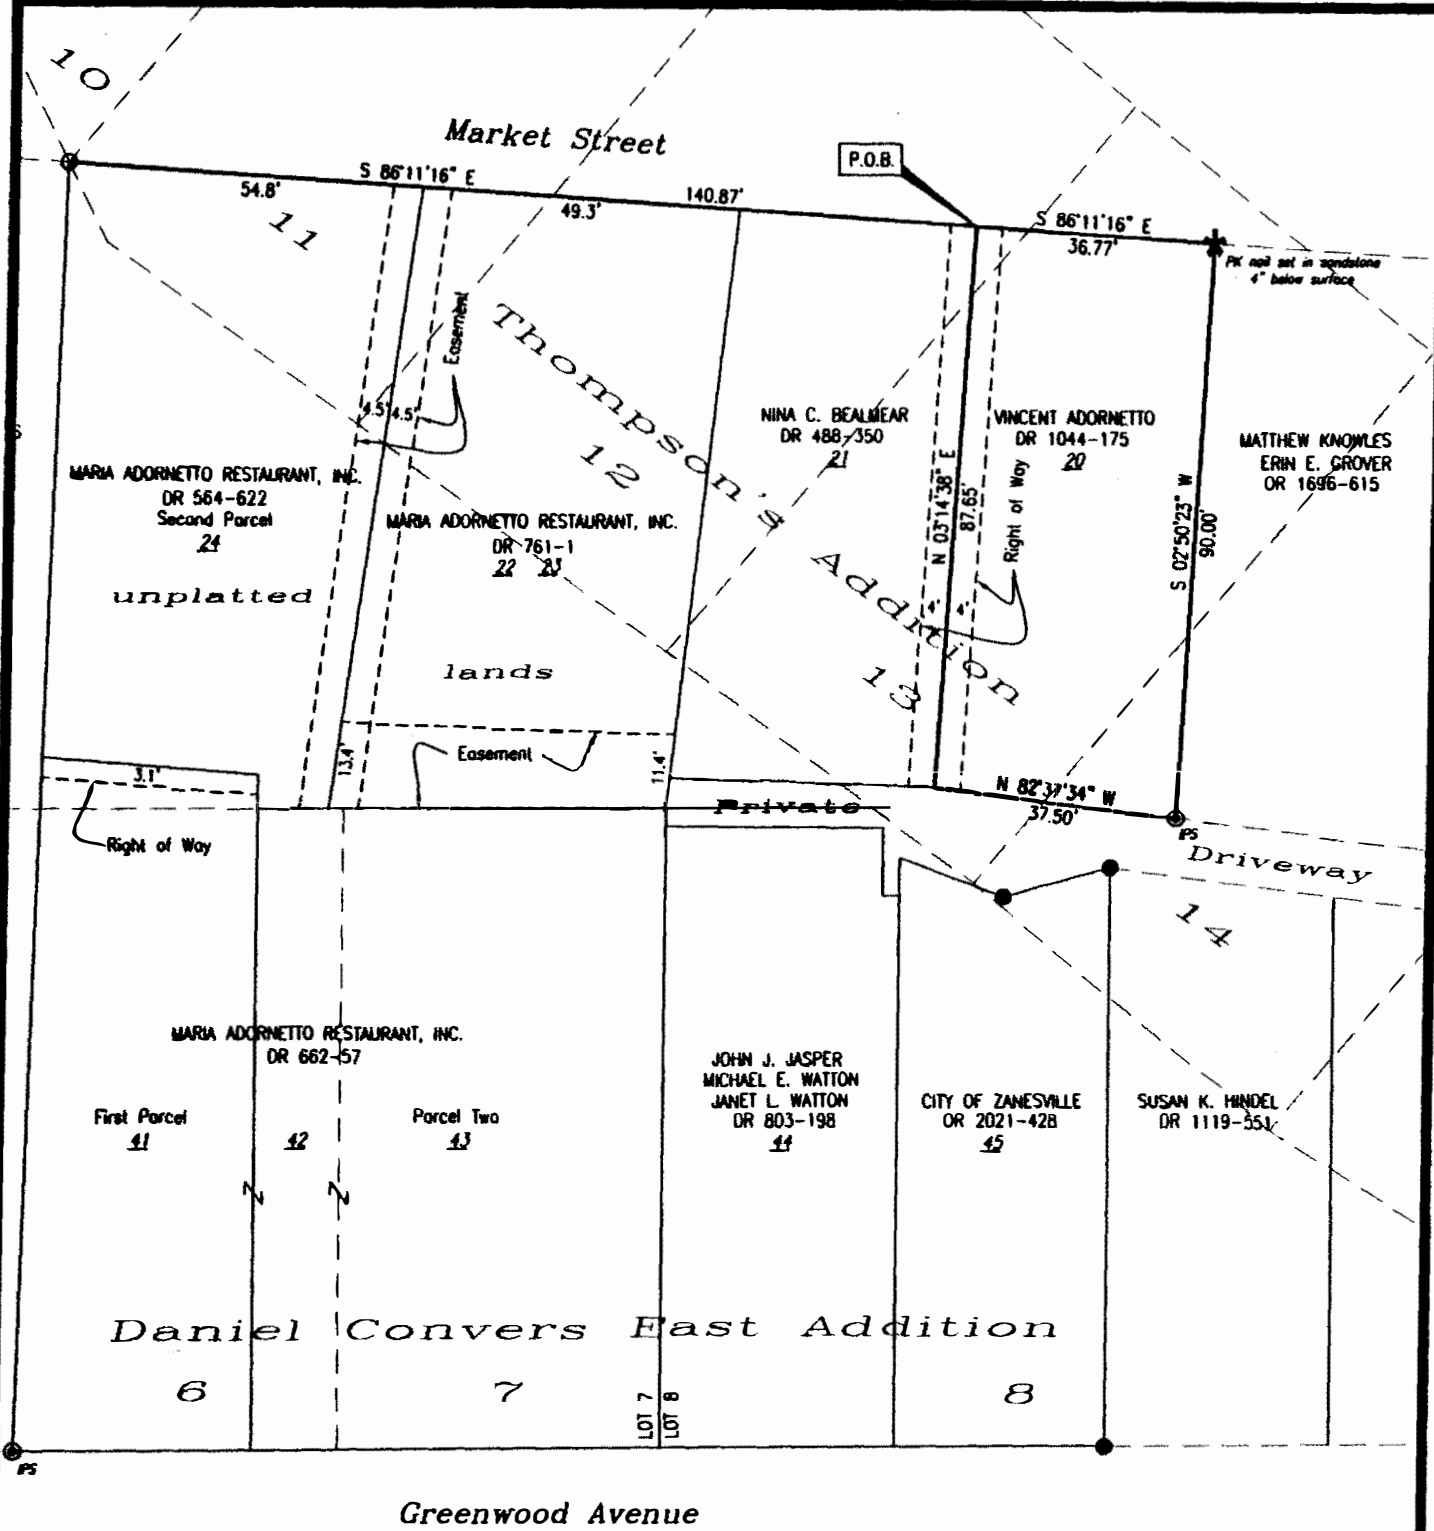 10
Market Street
P.O.B.
S 86°11'16" E
54.8'
140.87'
49.3'
S 86°11'16" E
36.77'
PK nail set in sandstone
4" below surface
11
Easement
4.5' 4.5'
Thompson's Addition
12
13
NINA C. BEALMEAR
DR 488-350
21
VINCENT ADORNETTO
DR 1044-175
20
MATTHEW KNOWLES
ERIN E. GROVER
OR 1696-615
MARIA ADORNETTO RESTAURANT, INC.
DR 564-622
Second Parcel
24
MARIA ADORNETTO RESTAURANT, INC.
DR 761-1
22 23
N 03°14'38" E
87.65'
Right of Way
S 02°50'23" W
90.00'
4' 4'
unplatted
lands
Easement
13.4'
11.4'
3.1'
Right of Way
Private
N 82°37'34" W
37.50'
IPS
Driveway
14
MARIA ADORNETTO RESTAURANT, INC.
DR 662-57
First Parcel
41
42
Parcel Two
43
JOHN J. JASPER
MICHAEL E. WATTON
JANET L. WATTON
DR 803-198
44
CITY OF ZANESVILLE
OR 2021-428
45
SUSAN K. HINDEL
DR 1119-551
Z Z
Daniel Convers East Addition
6
7
8
LOT 7
LOT 8
IPS
Greenwood Avenue